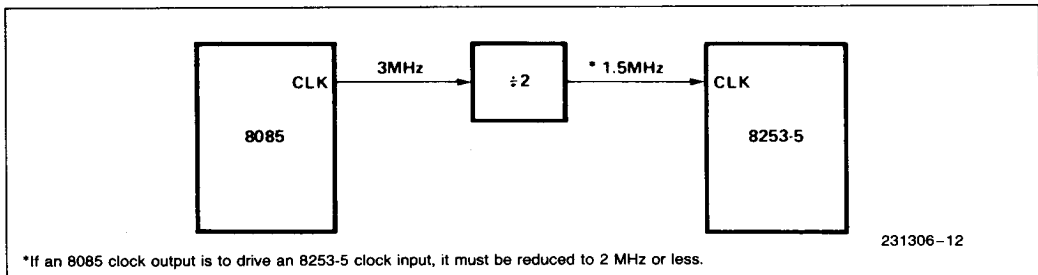 3MHz
÷2
* 1.5MHz
CLK
CLK
8085
8253-5
231306-12
*If an 8085 clock output is to drive an 8253-5 clock input, it must be reduced to 2 MHz or less.